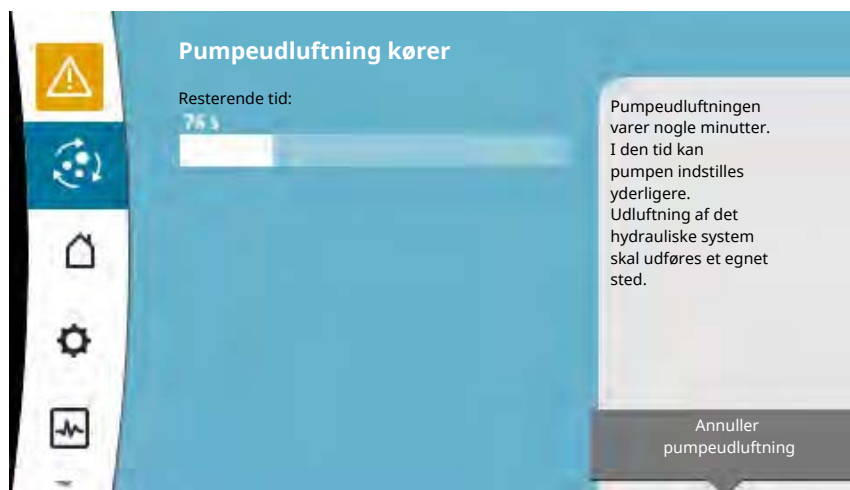 Pumpeudluftning kører
Resterende tid:
76 s
Pumpeudluftningen
varer nogle minutter.
I den tid kan
pumpen indstilles
yderligere.
Udluftning af det
hydrauliske system
skal udføres et egnet
sted.
Annuller
pumpeudluftning